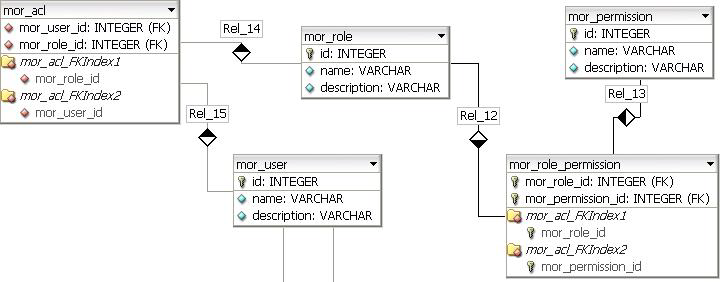 mor_acl
mor_user_id: INTEGER (FK)
mor_role_id: INTEGER (FK)
mor_acl_FKIndex1
mor_role_id
mor_acl_FKIndex2
mor_user_id
Rel_14
mor_role
id: INTEGER
name: VARCHAR
description: VARCHAR
mor_permission
id: INTEGER
name: VARCHAR
description: VARCHAR
Rel_15
Rel_12
Rel_13
mor_user
id: INTEGER
name: VARCHAR
description: VARCHAR
mor_role_permission
mor_role_id: INTEGER (FK)
mor_permission_id: INTEGER (FK)
mor_acl_FKIndex1
mor_role_id
mor_acl_FKIndex2
mor_permission_id